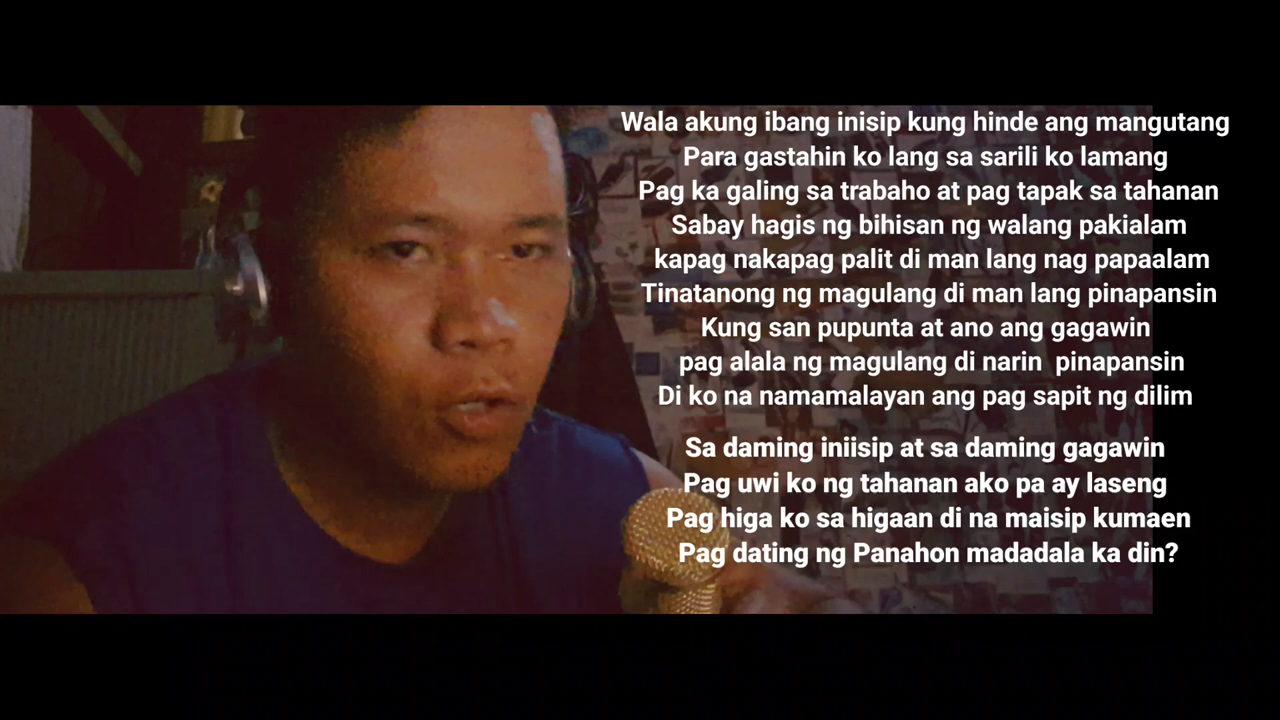 Wala akung ibang inisip kung hinde ang mangutang
Para gastahin ko lang sa sarili ko lamang
Pag ka galing sa trabaho at pag tapak sa tahanan
Sabay hagis ng bihisan ng walang pakialam
kapag nakapag palit di man lang nag papaalam
Tinatanong ng magulang di man lang pinapansin
Kung san pupunta at ano ang gagawin
pag alala ng magulang di narin  pinapansin
Di ko na namamalayan ang pag sapit ng dilim
Sa daming iniisip at sa daming gagawin
Pag uwi ko ng tahanan ako pa ay laseng
Pag higa ko sa higaan di na maisip kumaen
Pag dating ng Panahon madadala ka din?